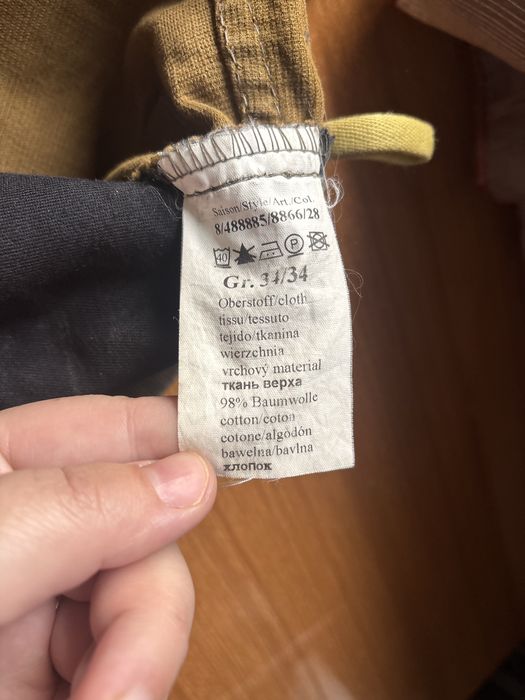 Saison/Style/Art./Col.
8/488885/8866/28
40 P
Gr. 34/34
Oberstoff/cloth
tissu/tessuto
tejido/tkanina
wierzchnia
vrchový material
ткань верха
98% Baumwolle
cotton/coton
cotone/algodón
bawełna/bavlna
хлопок